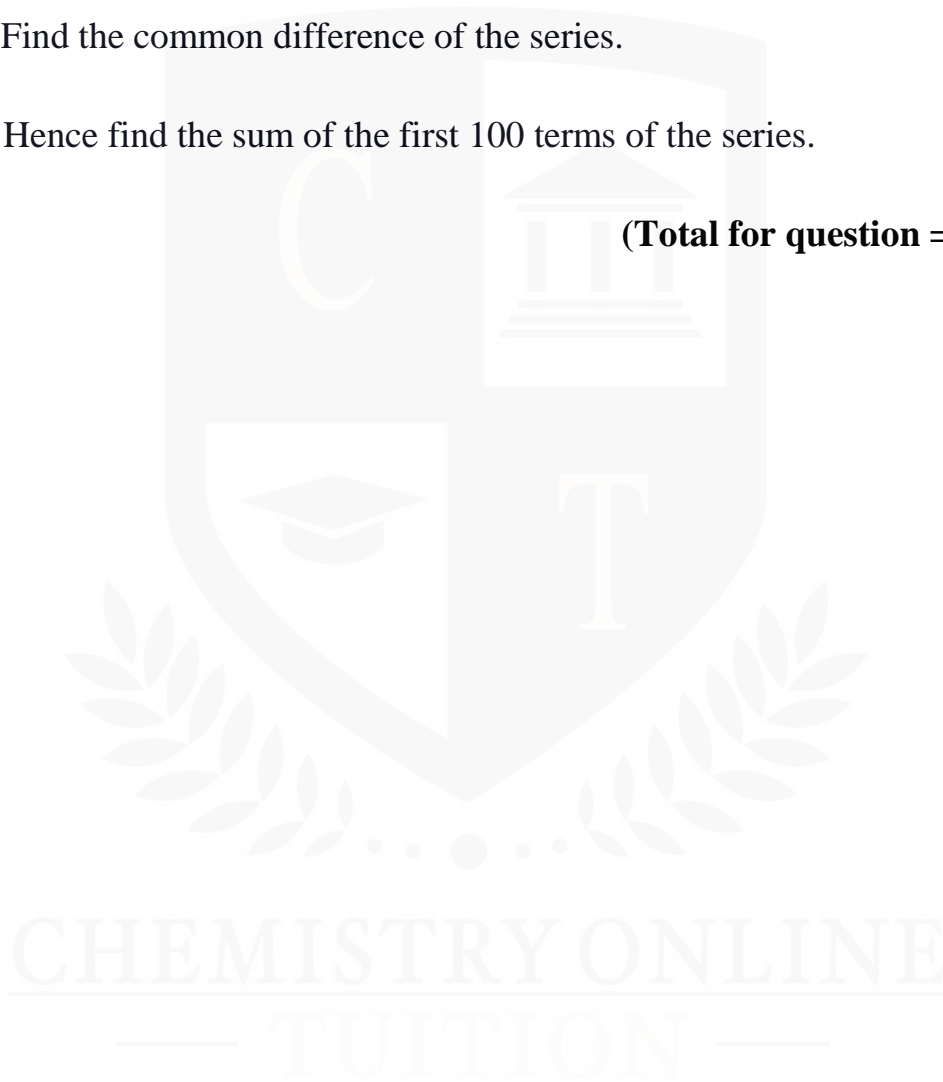 Find the common difference of the series.
Hence find the sum of the first 100 terms of the series.
(Total for question =
C
T
CHEMISTRY ONLINE
TUITION